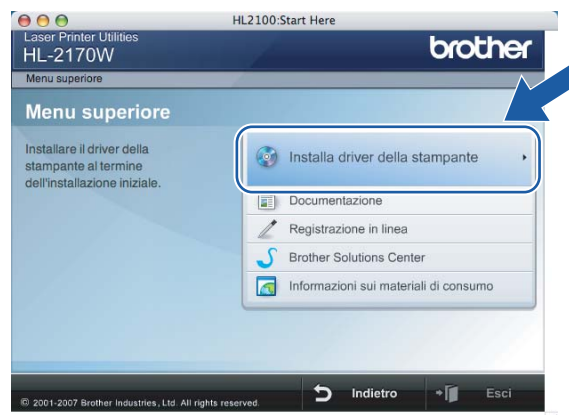 HL2100:Start Here
Laser Printer Utilities
HL-2170W
brother
Menu superiore
Menu superiore
Installare il driver della
stampante al termine
dell'installazione iniziale.
Installa driver della stampante
Documentazione
Registrazione in linea
Brother Solutions Center
Informazioni sui materiali di consumo
© 2001-2007 Brother Industries, Ltd. All rights reserved.
Indietro
Esci